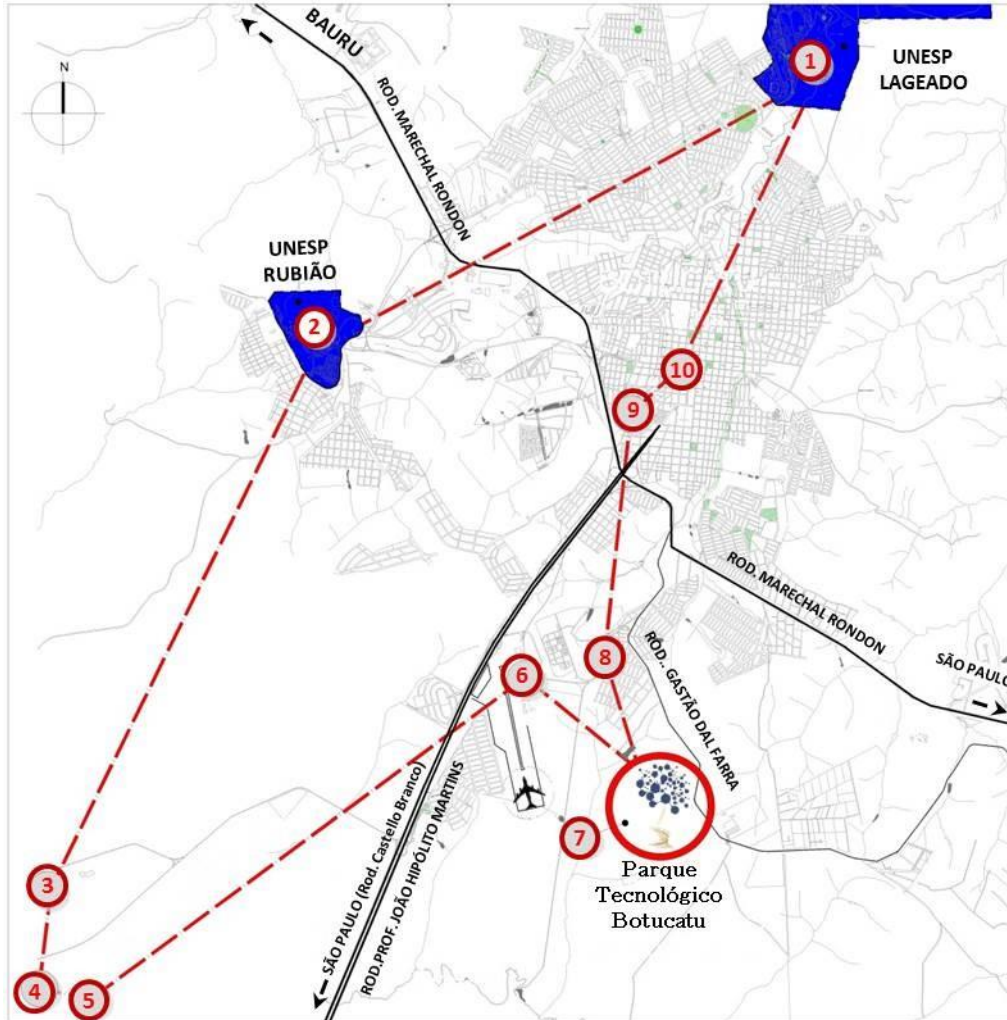 BAURU
ROD. MARECHAL RONDON
1
UNESP
LAGEADO
N
UNESP
RUBIÃO
2
10
9
ROD. MARECHAL RONDON
SÃO PAULO
8
6
ROD.. GASTÃO DAL FARRA
7
Parque
Tecnológico
Botucatu
SÃO PAULO (Rod. Castello Branco)
ROD.PROF. JOÃO HIPÓLITO MARTINS
3
4
5